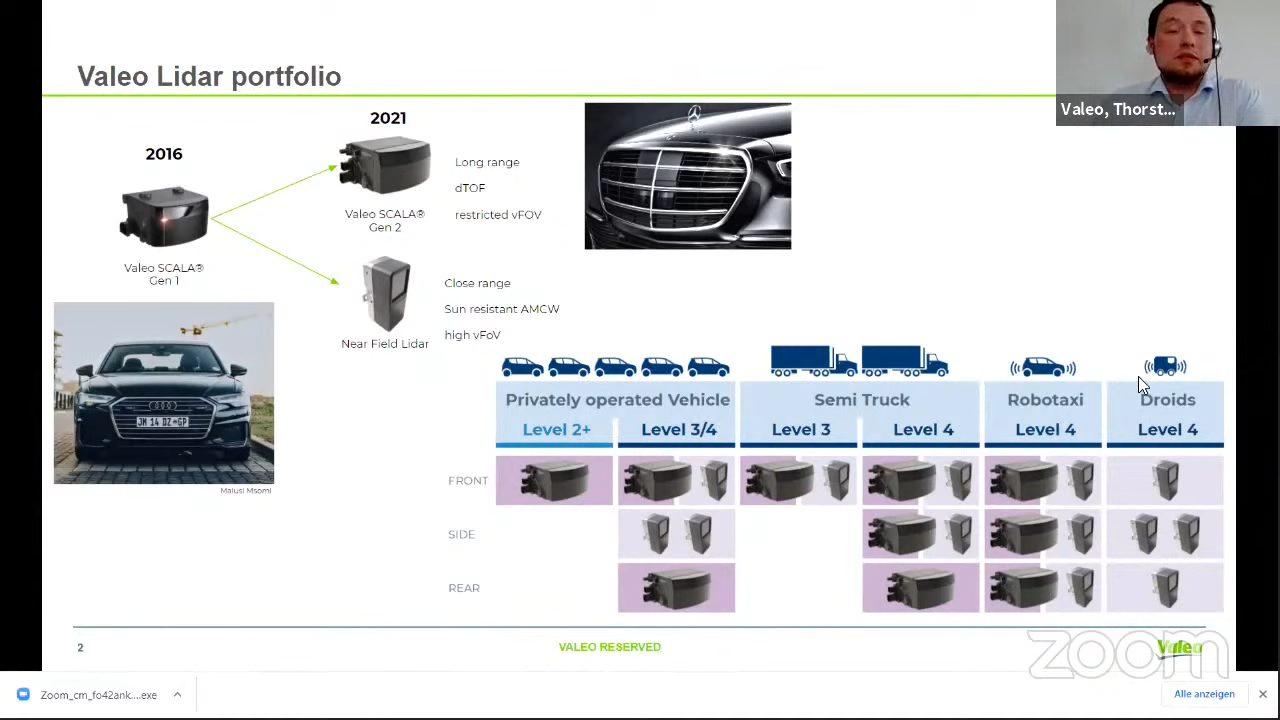 Valeo Lidar portfolio
Valeo, Thorst...
2016
Valeo SCALA®
Gen 1
2021
Valeo SCALA®
Gen 2
Long range
dTOF
restricted vFOV
Near Field Lidar
Close range
Sun resistant AMCW
high vFoV
Malusi Msomi
Privately operated Vehicle
Semi Truck
Robotaxi
Droids
Level 2+
Level 3/4
Level 3
Level 4
Level 4
Level 4
FRONT
SIDE
REAR
2
VALEO RESERVED
Valeo
zoom
Zoom_cm_fo42ank....exe
Alle anzeigen